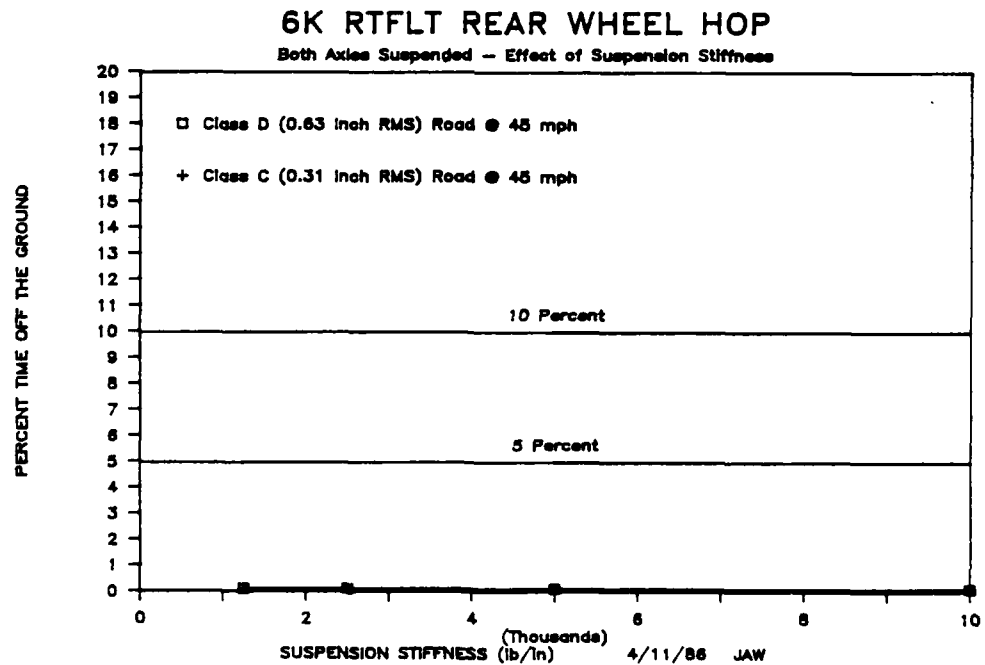 6K RTFLT REAR WHEEL HOP
Both Axles Suspended — Effect of Suspension Stiffness
PERCENT TIME OFF THE GROUND
20
19
18
17
16
15
14
13
12
11
10
9
8
7
6
5
4
3
2
1
0
Class D (0.63 inch RMS) Road @ 45 mph
Class C (0.31 inch RMS) Road @ 45 mph
10 Percent
5 Percent
0 2 4 6 8 10
(Thousands)
SUSPENSION STIFFNESS (lb/in) 4/11/86 JAW